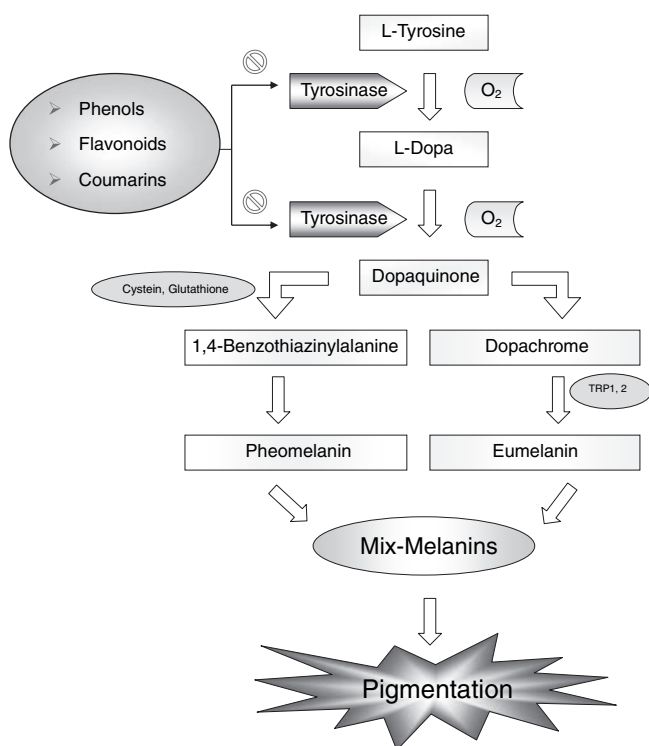 L-Tyrosine
Phenols
Flavonoids
Coumarins
Tyrosinase
O2
L-Dopa
Tyrosinase
O2
Dopaquinone
Cystein, Glutathione
1,4-Benzothiazinylalanine
Dopachrome
TRP1, 2
Pheomelanin
Eumelanin
Mix-Melanins
Pigmentation